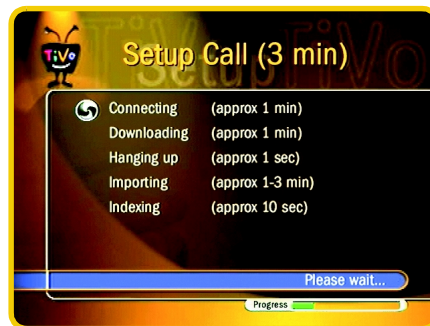 TiVo
Setup Call (3 min)
Connecting (approx 1 min)
Downloading (approx 1 min)
Hanging up (approx 1 sec)
Importing (approx 1-3 min)
Indexing (approx 10 sec)
Please wait...
Progress